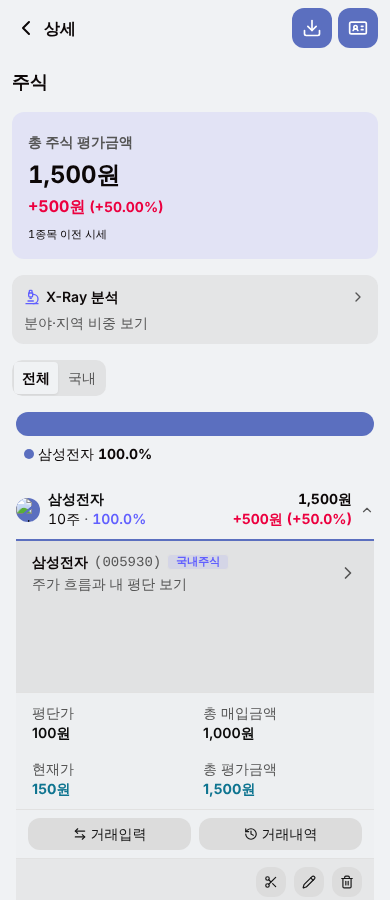 상세
주식
총 주식 평가금액
1,500원
+500원 (+50.00%)
1종목 이전 시세
X-Ray 분석
분야·지역 비중 보기
전체 국내
삼성전자 100.0%
삼성전자 1,500원
10주 · 100.0% +500원 (+50.0%)
삼성전자 (005930) 국내주식
주가 흐름과 내 평단 보기
평단가 총 매입금액
100원 1,000원
현재가 총 평가금액
150원 1,500원
거래입력 거래내역